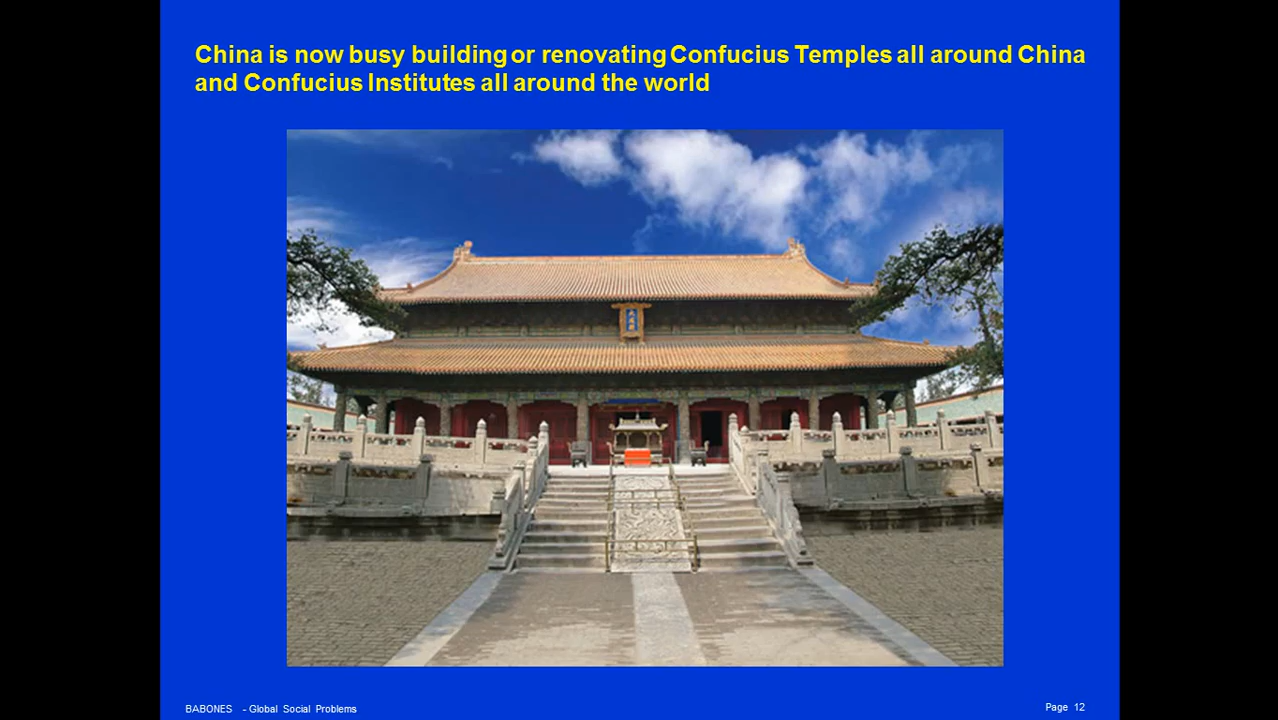 China is now busy building or renovating Confucius Temples all around China
and Confucius Institutes all around the world
BABONES - Global Social Problems
Page 12